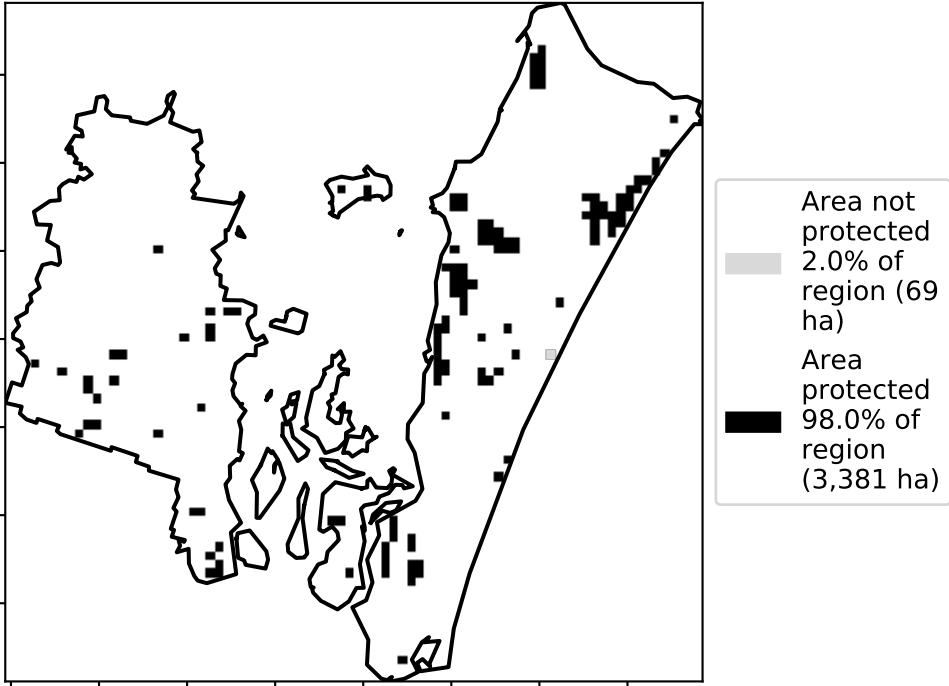 Area not
protected
2.0% of
region (69
ha)
Area
protected
98.0% of
region
(3,381 ha)